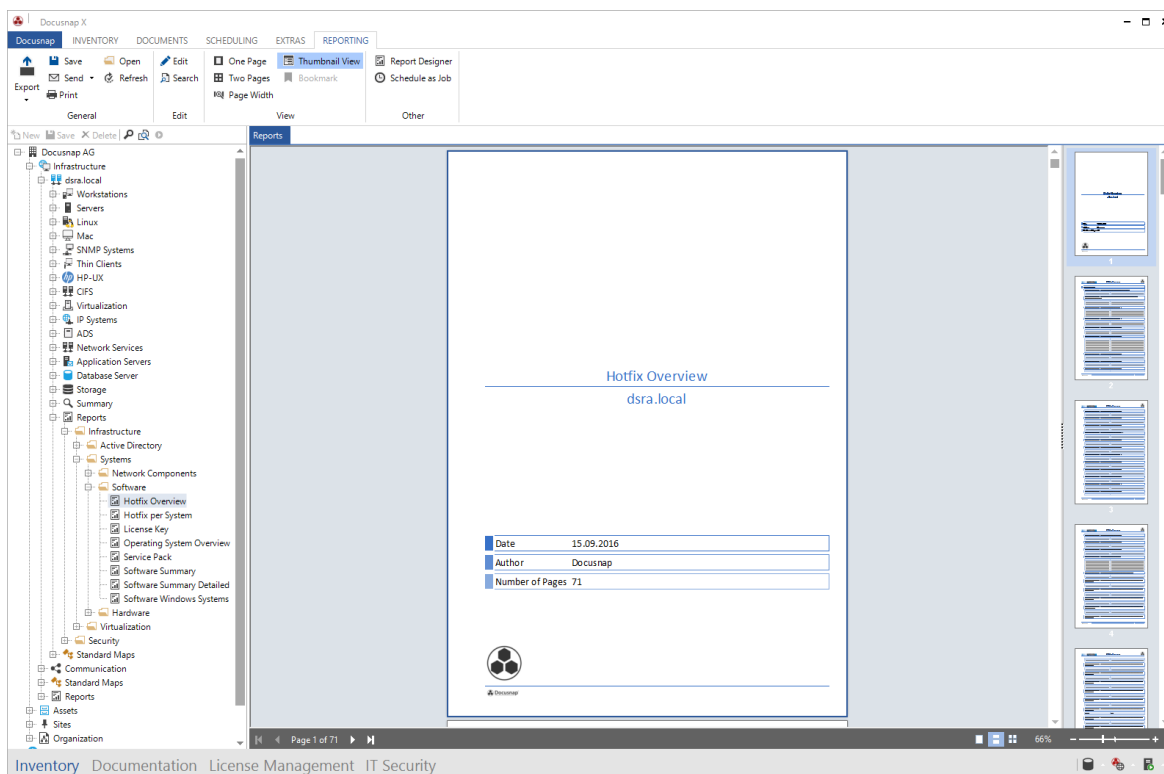 Docusnap X
Docusnap INVENTORY DOCUMENTS SCHEDULING EXTRAS REPORTING
Save Open Edit One Page Thumbnail View Report Designer
Send Refresh Search Two Pages Bookmark Schedule as Job
Export
Print Page Width
General Edit View Other
New Save Delete
Reports
Docusnap AG
Infrastructure
dsra.local
Workstations
Servers
Linux
Mac
SNMP Systems
Thin Clients
HP-UX
CIFS
Virtualization
IP Systems
ADS
Network Services
Application Servers
Database Server
Storage
Summary
Reports
Infrastructure
Active Directory
Systems
Network Components
Software
Hotfix Overview
Hotfix per System
License Key
Operating System Overview
Service Pack
Software Summary
Software Summary Detailed
Software Windows Systems
Hardware
Virtualization
Security
Standard Maps
Communication
Standard Maps
Reports
Assets
Sites
Organization
Hotfix Overview
dsra.local
Date 15.09.2016
Author Docusnap
Number of Pages 71
Docusnap
1
2
3
4
Page 1 of 71
66%
Inventory Documentation License Management IT Security